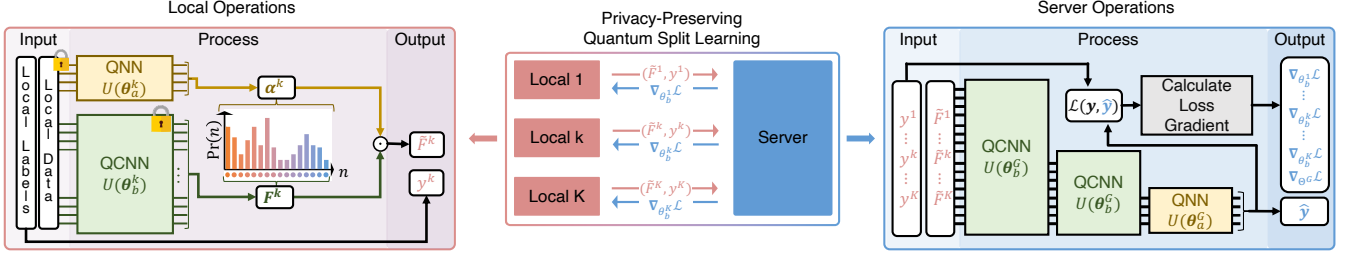 Local Operations
Input
Process
Output
Local Labels
Local Data
QNN
U(θ_a^k)
QCNN
U(θ_b^k)
⋮
α^k
Pr(n)
n
F^k
⊙
F̃^k
y^k
Privacy-Preserving
Quantum Split Learning
Local 1
(F̃^1, y^1)
∇_{θ_b^1} ℒ
Local k
(F̃^k, y^k)
∇_{θ_b^k} ℒ
Local K
(F̃^K, y^K)
∇_{θ_b^K} ℒ
Server
Server Operations
Input
Process
Output
y^1
⋮
y^k
⋮
y^K
F̃^1
⋮
F̃^k
⋮
F̃^K
QCNN
U(θ_b^G)
QCNN
U(θ_b^G)
QNN
U(θ_a^G)
ℒ(y, ŷ)
Calculate
Loss
Gradient
∇_{θ_b^1} ℒ
⋮
∇_{θ_b^k} ℒ
⋮
∇_{θ_b^K} ℒ
∇_{Θ^G} ℒ
ŷ